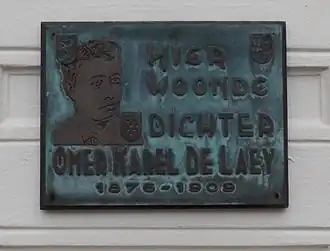 HIER
WOONDE
DICHTER
OMER KAREL DE LAEY
1876-1909